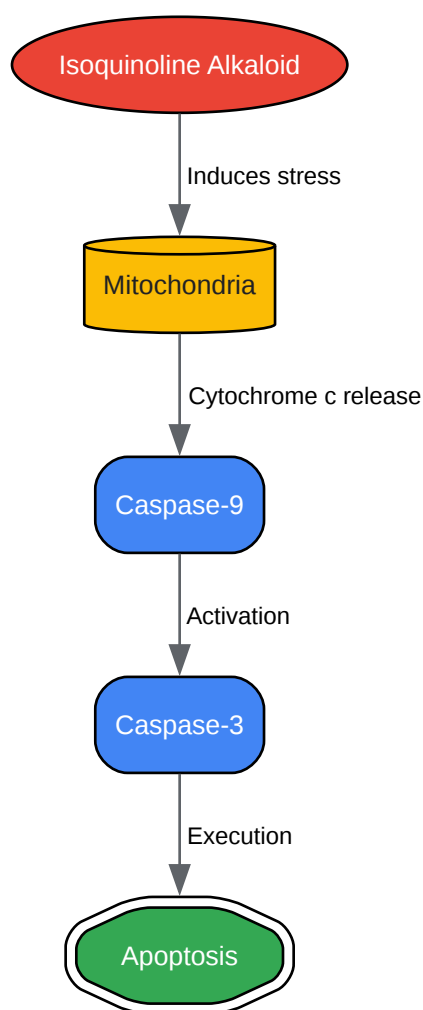 Isoquinoline Alkaloid
Induces stress
Mitochondria
Cytochrome c release
Caspase-9
Activation
Caspase-3
Execution
Apoptosis